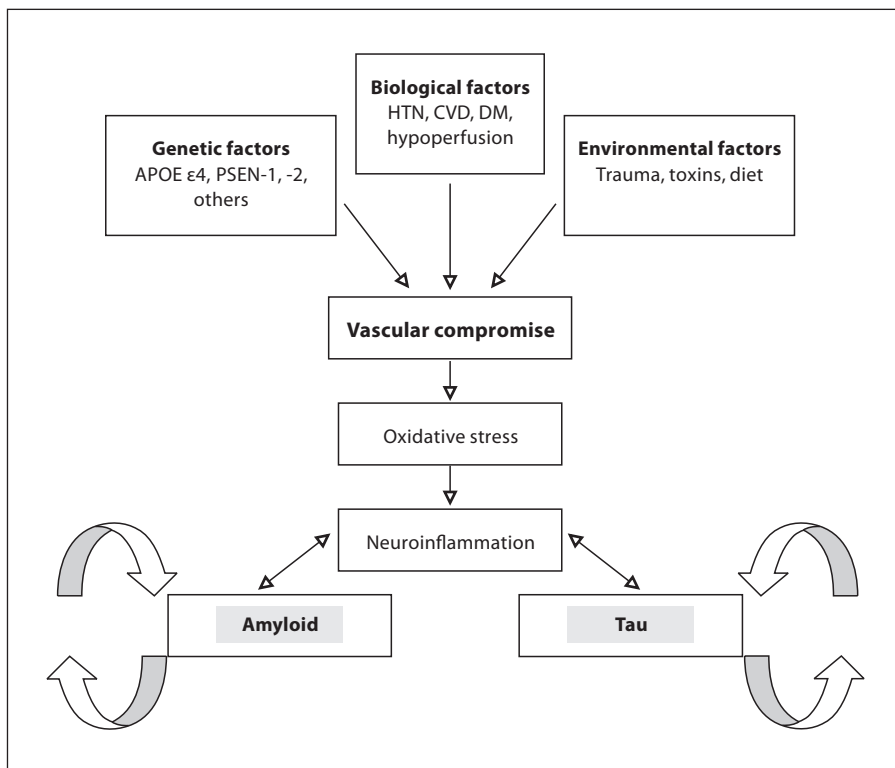 Biological factors
HTN, CVD, DM,
hypoperfusion
Genetic factors
APOE ε4, PSEN-1, -2,
others
Environmental factors
Trauma, toxins, diet
Vascular compromise
Oxidative stress
Neuroinflammation
Amyloid
Tau